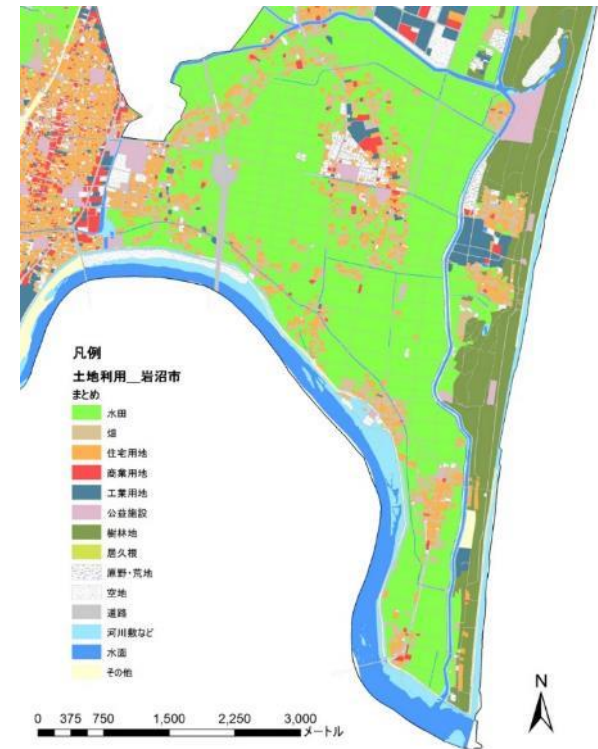 凡例
土地利用__岩沼市
まとめ
水田
畑
住宅用地
商業用地
工業用地
公益施設
樹林地
居久根
原野・荒地
空地
道路
河川敷など
水面
その他
N
0 375 750 1,500 2,250 3,000
メートル